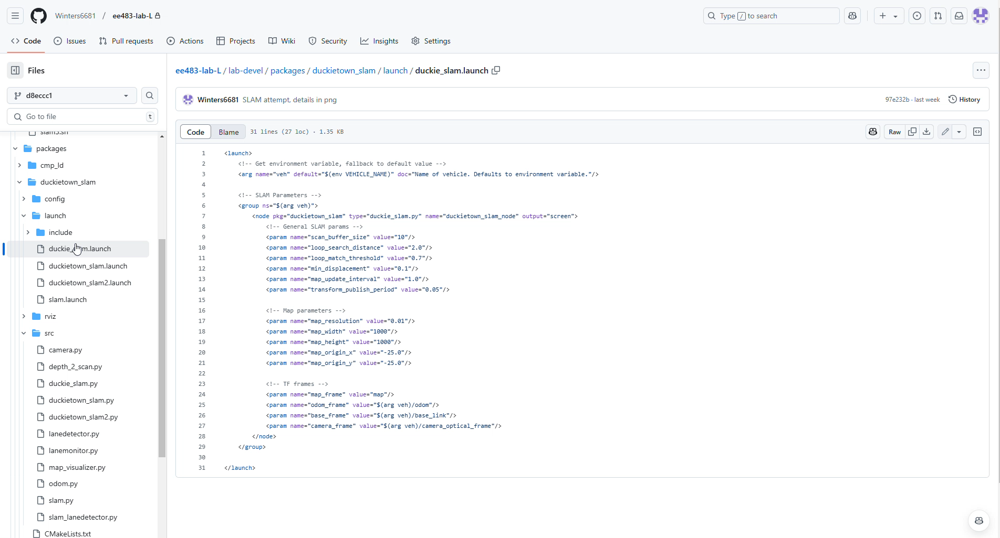 Winters6681 / ee483-lab-L
Type / to search
Code Issues Pull requests Actions Projects Wiki Security Insights Settings
Files
d8eccc1
Go to file t
slam3.sh
packages
cmp_ld
duckietown_slam
config
launch
include
duckie_slam.launch
duckietown_slam.launch
duckietown_slam2.launch
slam.launch
rviz
src
camera.py
depth_2_scan.py
duckie_slam.py
duckietown_slam.py
duckietown_slam2.py
lanedetector.py
lanemonitor.py
map_visualizer.py
odom.py
slam.py
slam_lanedetector.py
CMakeLists.txt
ee483-lab-L / lab-devel / packages / duckietown_slam / launch / duckie_slam.launch
Winters6681 SLAM attempt, details in png 97e232b · last week History
Code Blame 31 lines (27 loc) · 1.35 KB Raw
1 <launch>
2 <!-- Get environment variable, fallback to default value -->
3 <arg name="veh" default="$(env VEHICLE_NAME)" doc="Name of vehicle. Defaults to environment variable."/>
4
5 <!-- SLAM Parameters -->
6 <group ns="$(arg veh)">
7 <node pkg="duckietown_slam" type="duckie_slam.py" name="duckietown_slam_node" output="screen">
8 <!-- General SLAM params -->
9 <param name="scan_buffer_size" value="10"/>
10 <param name="loop_search_distance" value="2.0"/>
11 <param name="loop_match_threshold" value="0.7"/>
12 <param name="min_displacement" value="0.1"/>
13 <param name="map_update_interval" value="1.0"/>
14 <param name="transform_publish_period" value="0.05"/>
15
16 <!-- Map parameters -->
17 <param name="map_resolution" value="0.01"/>
18 <param name="map_width" value="1000"/>
19 <param name="map_height" value="1000"/>
20 <param name="map_origin_x" value="-25.0"/>
21 <param name="map_origin_y" value="-25.0"/>
22
23 <!-- TF frames -->
24 <param name="map_frame" value="map"/>
25 <param name="odom_frame" value="$(arg veh)/odom"/>
26 <param name="base_frame" value="$(arg veh)/base_link"/>
27 <param name="camera_frame" value="$(arg veh)/camera_optical_frame"/>
28 </node>
29 </group>
30
31 </launch>